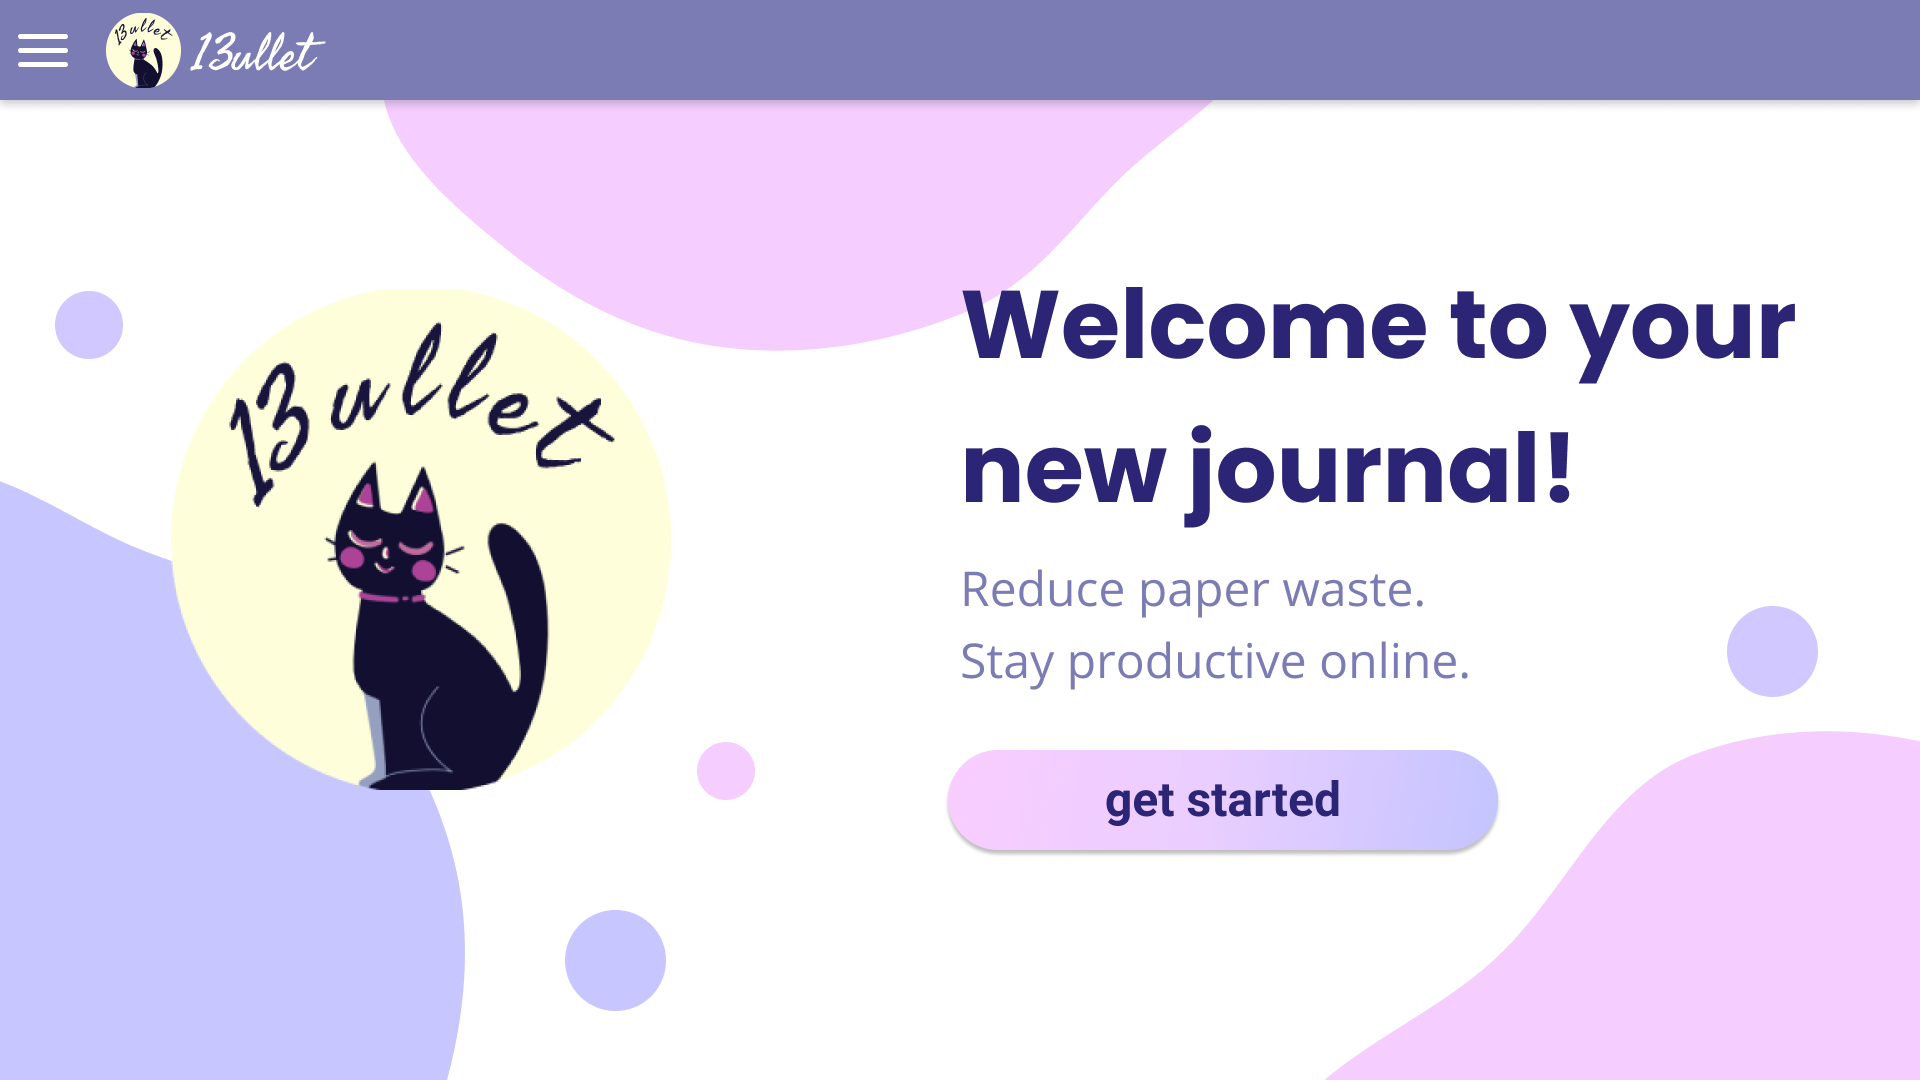 13ullet
13ullet
13ullet
Welcome to your
new journal!
Reduce paper waste.
Stay productive online.
get started